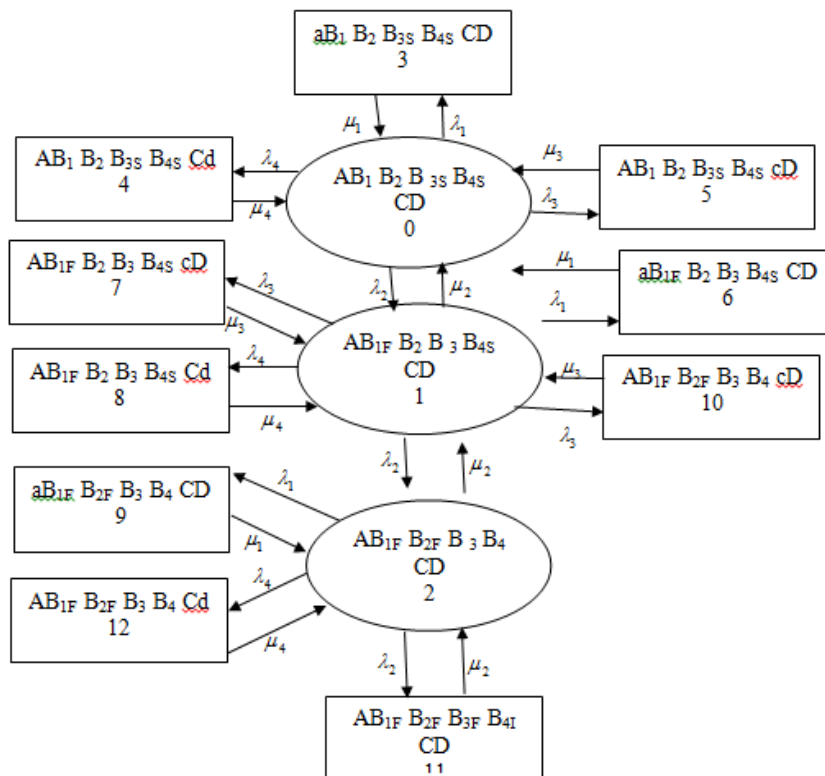 aB₁ B₂ B₃S B₄S CD
3
μ₁
λ₁
AB₁ B₂ B₃S B₄S Cd
4
λ₄
μ₄
AB₁ B₂ B ₃S B₄S
CD
0
μ₃
λ₃
AB₁ B₂ B₃S B₄S cD
5
AB₁F B₂ B₃ B₄S cD
7
λ₃
μ₃
λ₂
μ₂
μ₁
λ₁
aB₁F B₂ B₃ B₄S CD
6
AB₁F B₂ B ₃ B₄S
CD
1
AB₁F B₂ B₃ B₄S Cd
8
λ₄
μ₄
μ₃
λ₃
AB₁F B₂F B₃ B₄ cD
10
λ₂
μ₂
aB₁F B₂F B₃ B₄ CD
9
λ₁
μ₁
AB₁F B₂F B ₃ B₄
CD
2
AB₁F B₂F B₃ B₄ Cd
12
λ₄
μ₄
λ₂
μ₂
AB₁F B₂F B₃F B₄I
CD
11